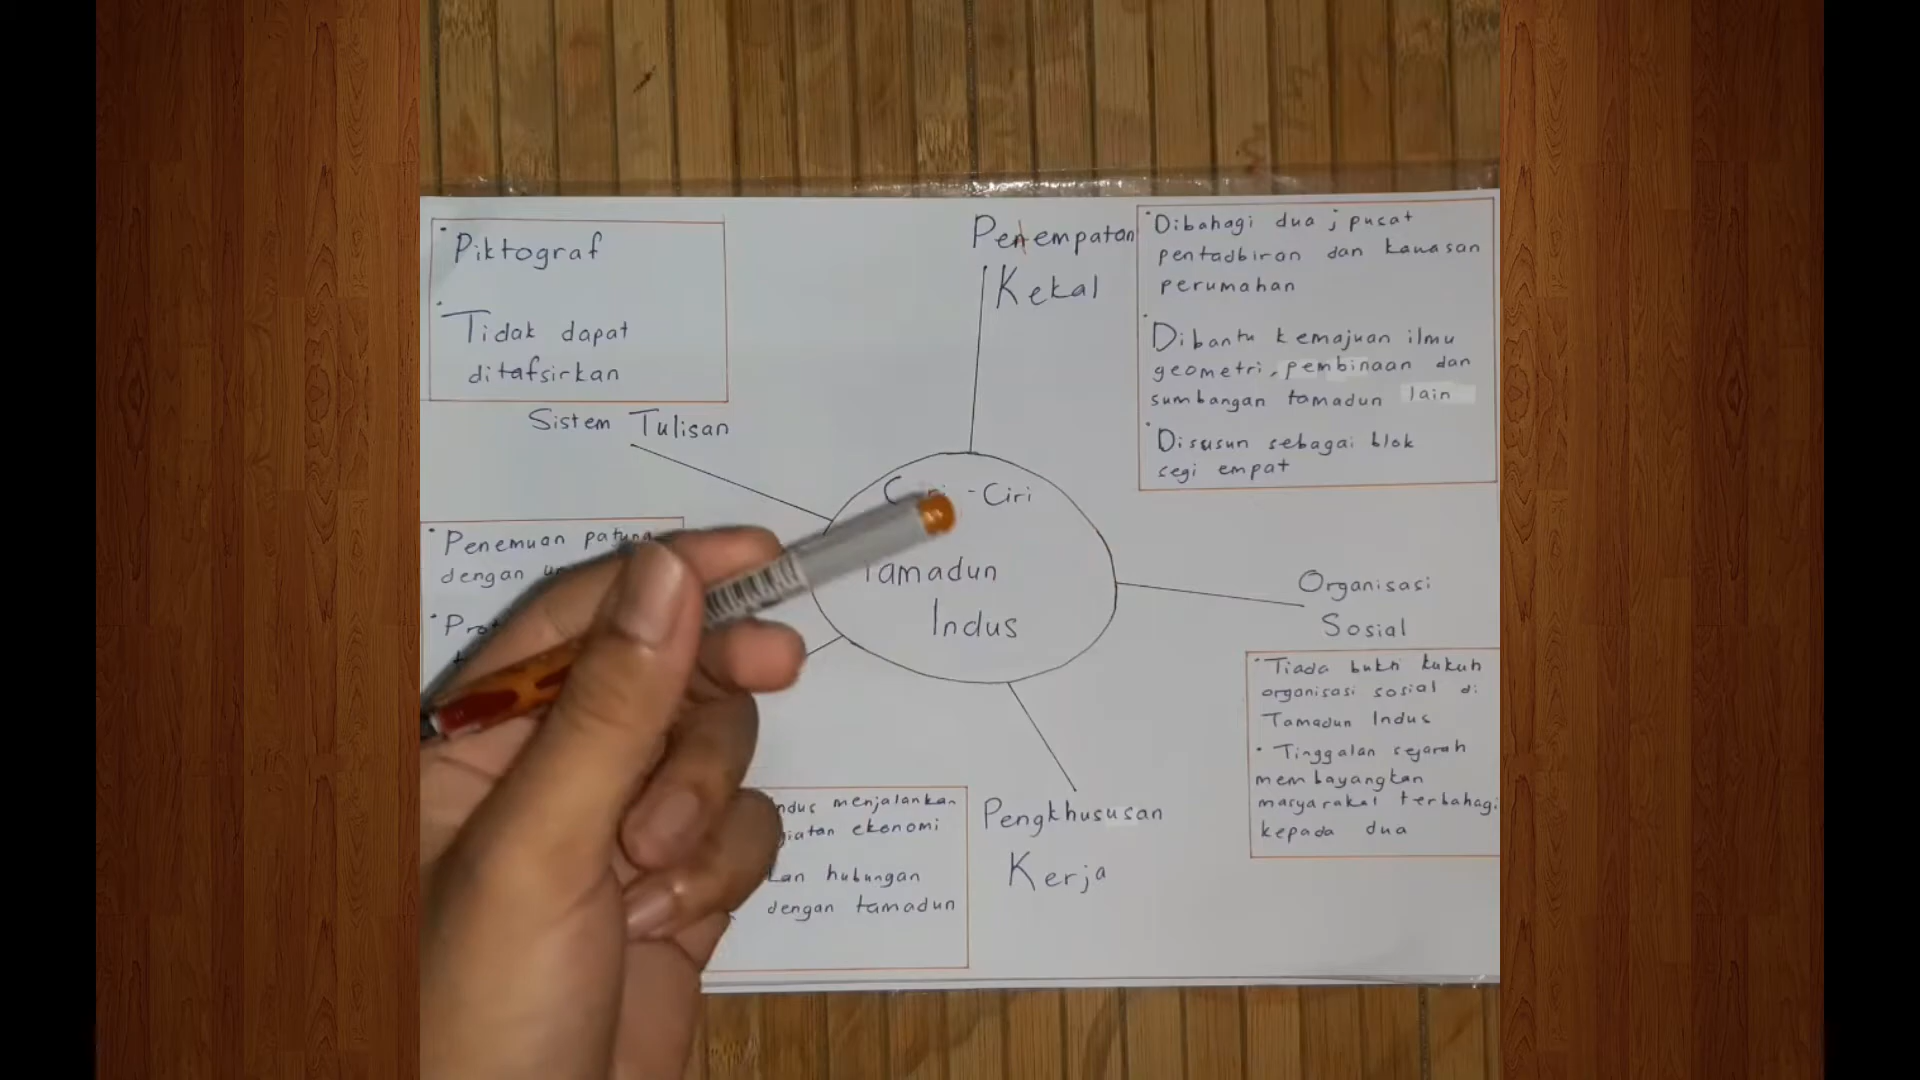 Piktograf
Tidak dapat
ditafsirkan
Sistem Tulisan
Penempatan
Kekal
Dibahagi dua ; pusat
pentadbiran dan kawasan
perumahan
Dibantu kemajuan ilmu
geometri, pembinaan dan
sumbangan tamadun lain
Disusun sebagai blok
segi empat
- Ciri
Tamadun
Indus
Penemuan patung
dengan
Organisasi
Sosial
Tiada bukti kukuh
organisasi sosial di
Tamadun Indus
Tinggalan sejarah
membayangkan
masyarakat terbahagi
kepada dua
Pengkhususan
Kerja
Indus menjalankan
ekonomi
hubungan
dengan tamadun